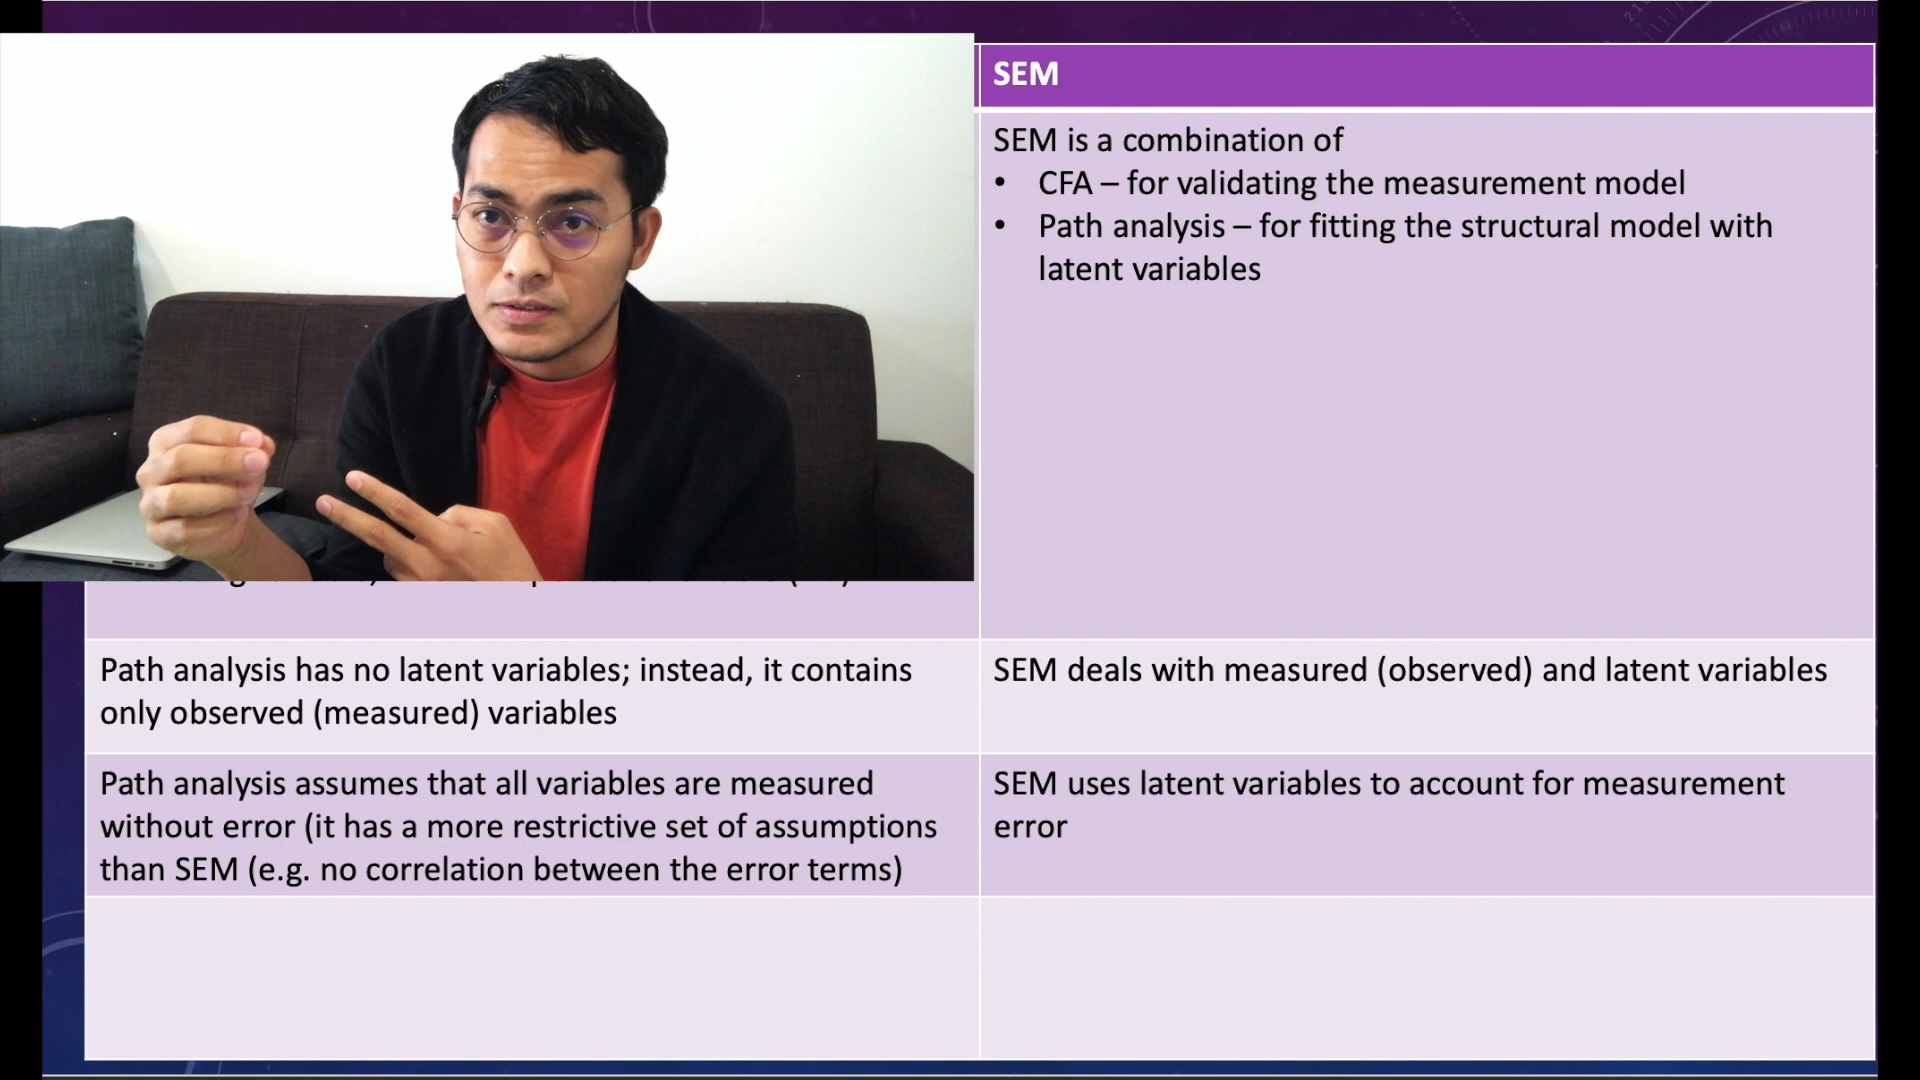 SEM
SEM is a combination of
• CFA – for validating the measurement model
• Path analysis – for fitting the structural model with
latent variables
Path analysis has no latent variables; instead, it contains
only observed (measured) variables
SEM deals with measured (observed) and latent variables
Path analysis assumes that all variables are measured
without error (it has a more restrictive set of assumptions
than SEM (e.g. no correlation between the error terms)
SEM uses latent variables to account for measurement
error